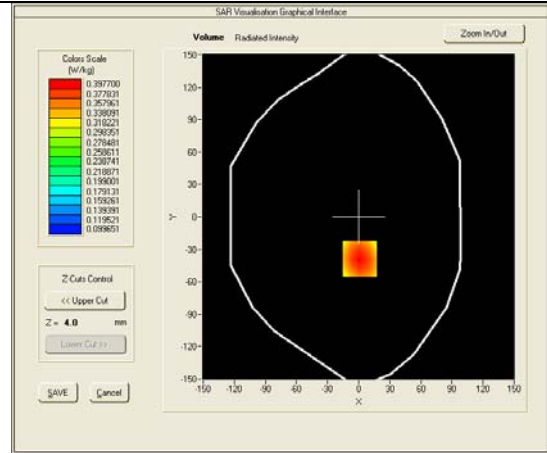 SAR Visualisation Graphical Interface
Volume Radiated Intensity
Zoom In/Out
Colors Scale
(W/kg)
0.397700
0.377831
0.357961
0.338091
0.318221
0.298351
0.278481
0.258611
0.238741
0.218871
0.199001
0.179131
0.159261
0.139391
0.119521
0.099651
Z Cuts Control
<< Upper Cut
Z = 4.0 mm
Lower Cut >>
SAVE Cancel
Y
150
120
90
60
30
0
-30
-60
-90
-120
-150
-150 -120 -90 -60 -30 0 30 60 90 120 150
X